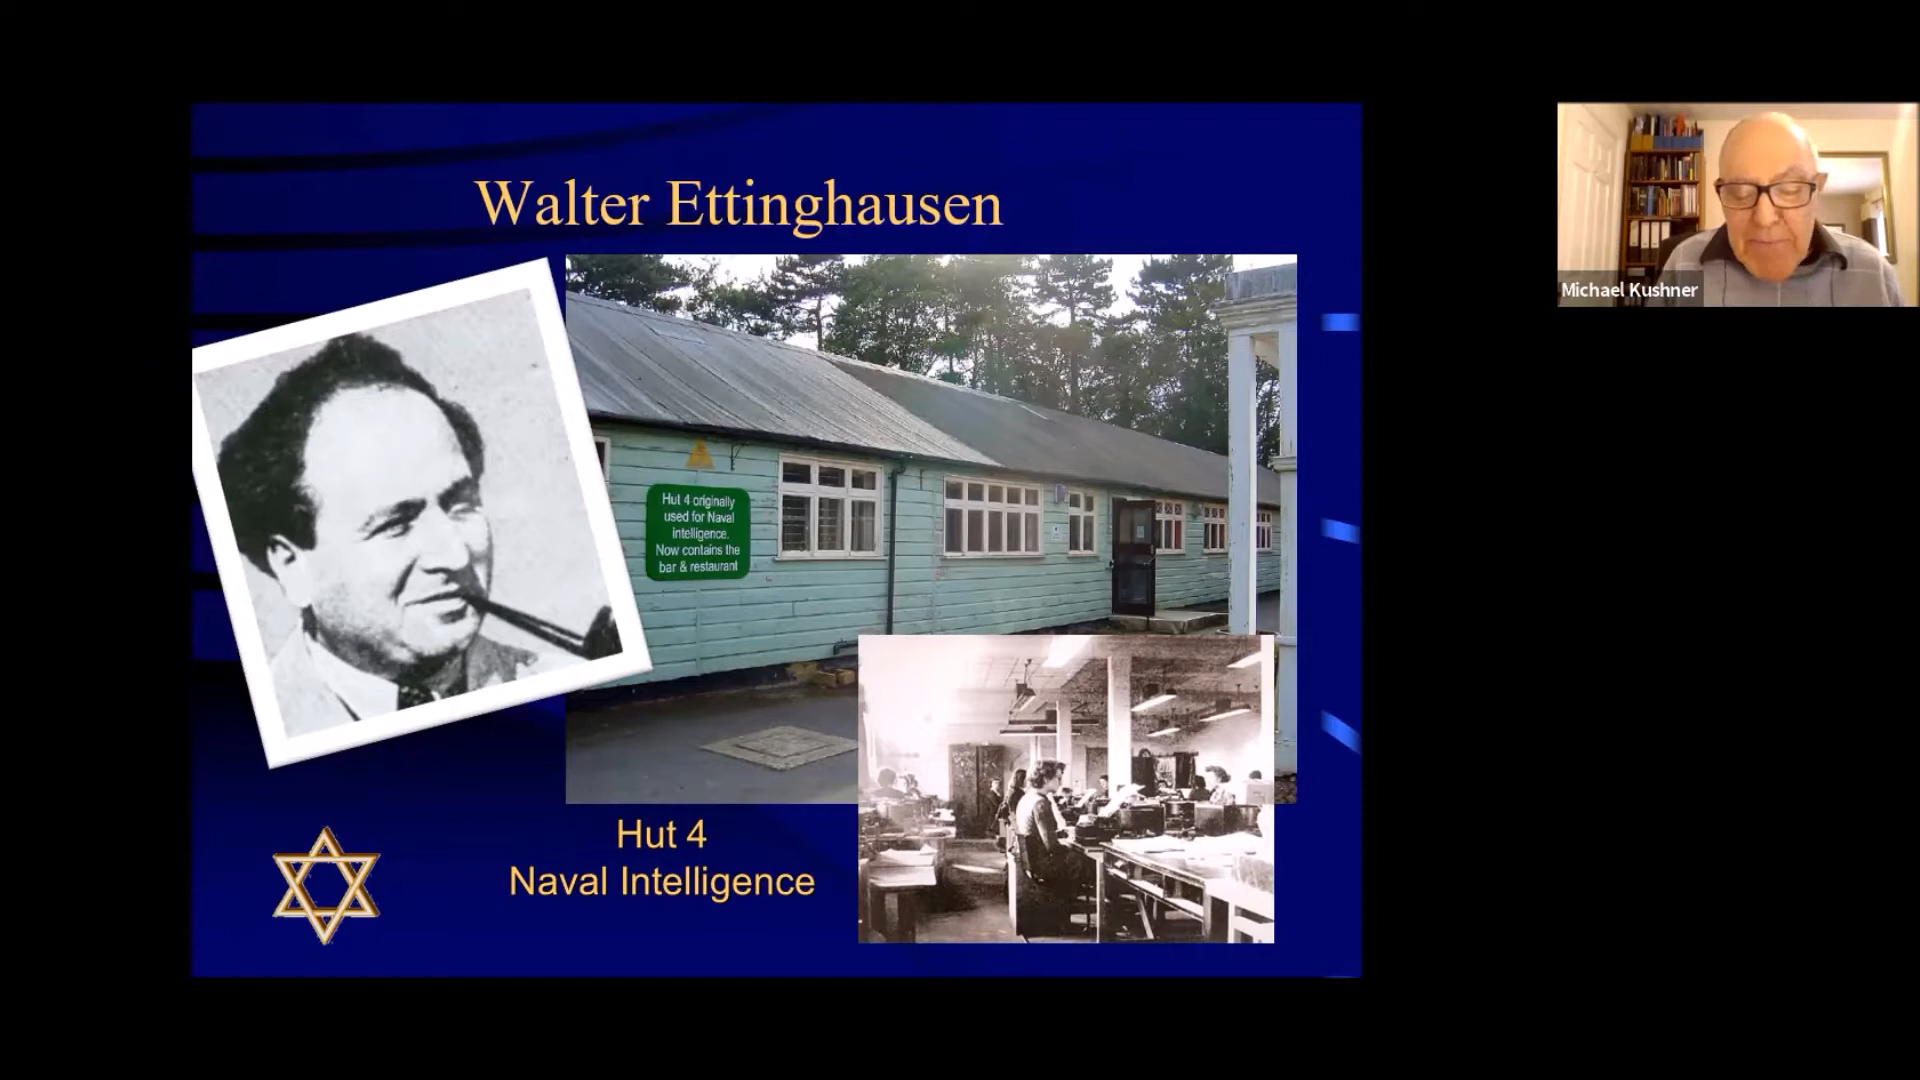 Walter Ettinghausen
Hut 4 originally
used for Naval
intelligence.
Now contains the
bar & restaurant
Hut 4
Naval Intelligence
Michael Kushner